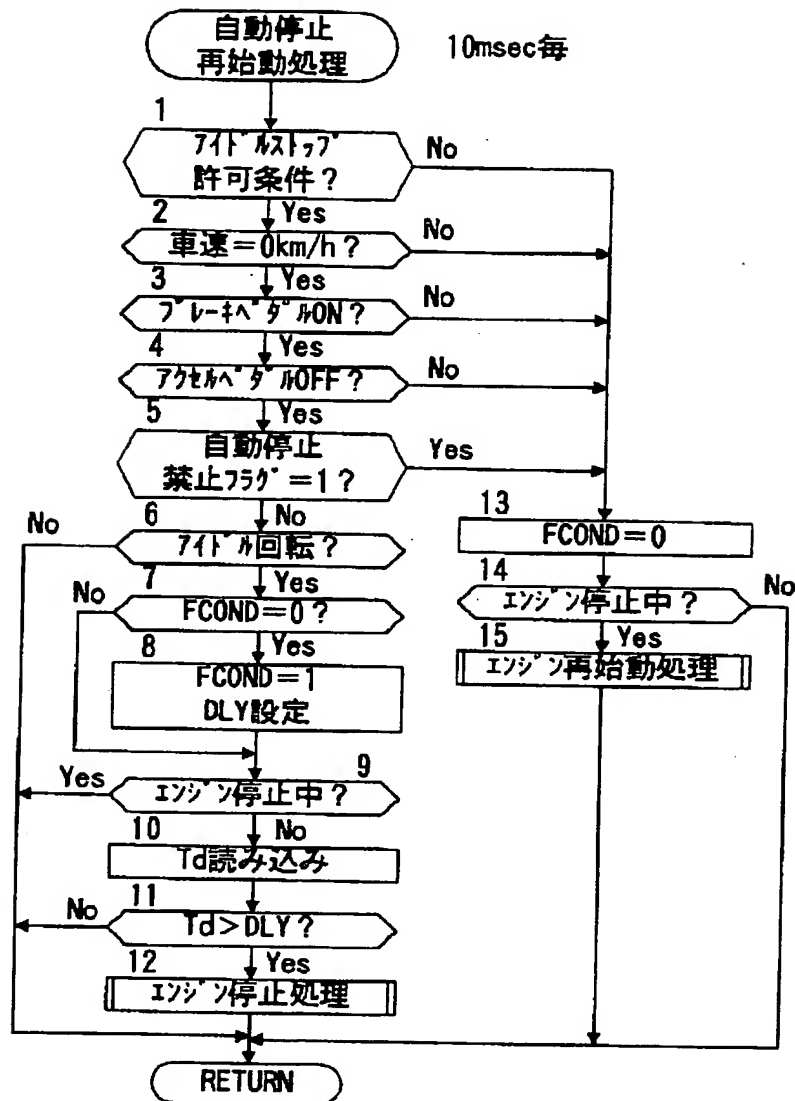 自動停止
再始動処理
10msec毎
1
ｱｲﾄﾞﾙｽﾄｯﾌﾟ
許可条件？
No
Yes
2
車速＝0km/h？
No
Yes
3
ﾌﾞﾚｰｷﾍﾟﾀﾞﾙON？
No
Yes
4
ｱｸｾﾙﾍﾟﾀﾞﾙOFF？
No
Yes
5
自動停止
禁止ﾌﾗｸﾞ＝1？
Yes
No
6
ｱｲﾄﾞﾙ回転？
No
Yes
7
FCOND＝0？
No
Yes
8
FCOND＝1
DLY設定
9
ｴﾝｼﾞﾝ停止中？
Yes
No
10
Td読み込み
11
Td＞DLY？
No
Yes
12
ｴﾝｼﾞﾝ停止処理
13
FCOND＝0
14
ｴﾝｼﾞﾝ停止中？
No
Yes
15
ｴﾝｼﾞﾝ再始動処理
RETURN